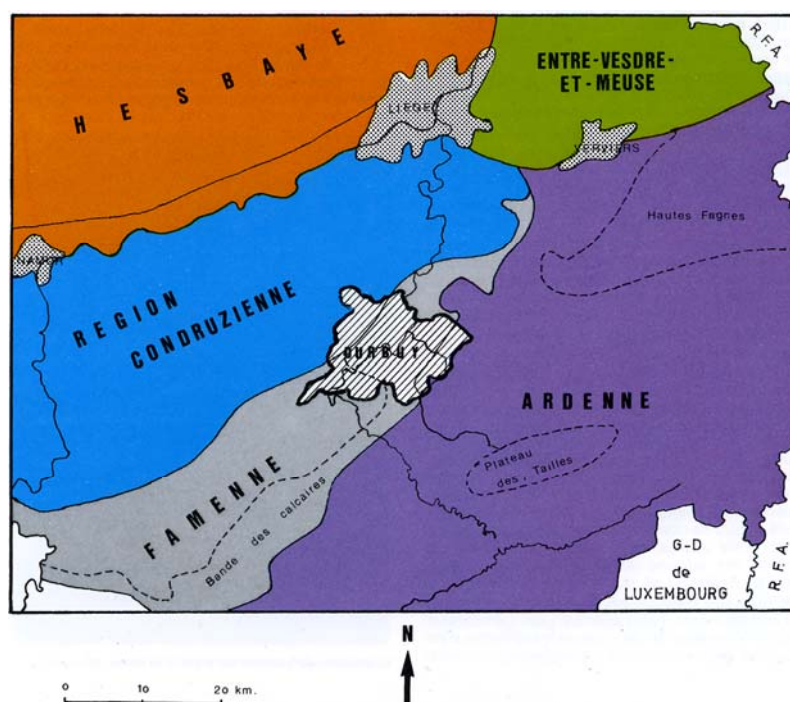 HESBAYE
ENTRE-VESDRE-
ET-MEUSE
R.F.A.
LIEGE
VERVIERS
Hautes Fagnes
NAMUR
REGION
CONDRUZIENNE
DURBUY
ARDENNE
Plateau
des Tailles
FAMENNE
Bande des calcaires
G-D
de
LUXEMBOURG
R.F.A.
N
0 10 20 km.